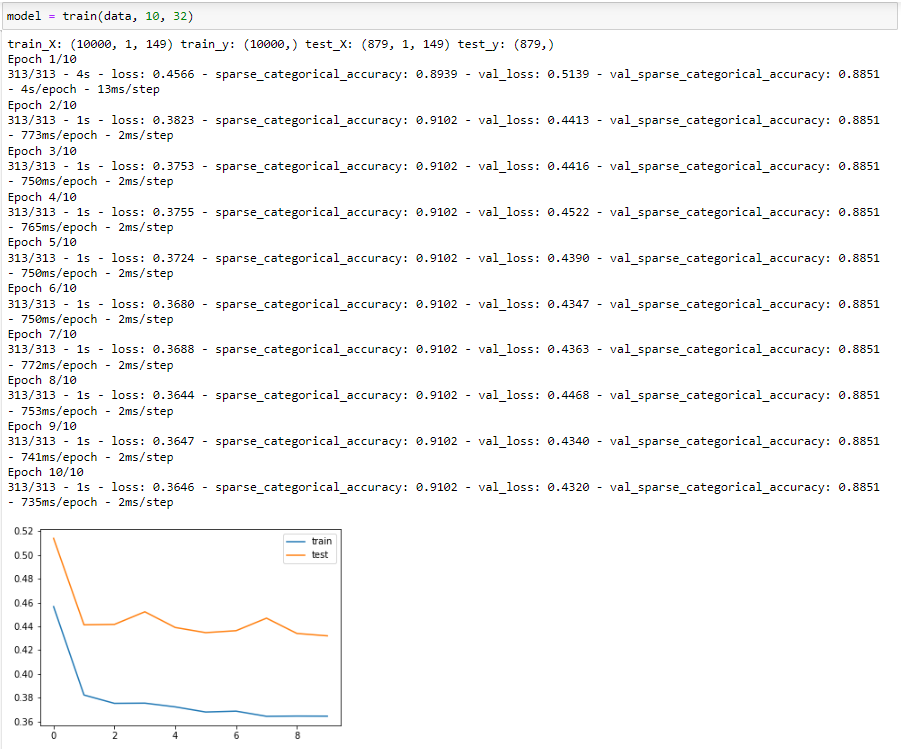 model = train(data, 10, 32)
train_X: (10000, 1, 149) train_y: (10000,) test_X: (879, 1, 149) test_y: (879,)
Epoch 1/10
313/313 - 4s - loss: 0.4566 - sparse_categorical_accuracy: 0.8939 - val_loss: 0.5139 - val_sparse_categorical_accuracy: 0.8851
- 4s/epoch - 13ms/step
Epoch 2/10
313/313 - 1s - loss: 0.3823 - sparse_categorical_accuracy: 0.9102 - val_loss: 0.4413 - val_sparse_categorical_accuracy: 0.8851
- 773ms/epoch - 2ms/step
Epoch 3/10
313/313 - 1s - loss: 0.3753 - sparse_categorical_accuracy: 0.9102 - val_loss: 0.4416 - val_sparse_categorical_accuracy: 0.8851
- 750ms/epoch - 2ms/step
Epoch 4/10
313/313 - 1s - loss: 0.3755 - sparse_categorical_accuracy: 0.9102 - val_loss: 0.4522 - val_sparse_categorical_accuracy: 0.8851
- 765ms/epoch - 2ms/step
Epoch 5/10
313/313 - 1s - loss: 0.3724 - sparse_categorical_accuracy: 0.9102 - val_loss: 0.4390 - val_sparse_categorical_accuracy: 0.8851
- 750ms/epoch - 2ms/step
Epoch 6/10
313/313 - 1s - loss: 0.3680 - sparse_categorical_accuracy: 0.9102 - val_loss: 0.4347 - val_sparse_categorical_accuracy: 0.8851
- 750ms/epoch - 2ms/step
Epoch 7/10
313/313 - 1s - loss: 0.3688 - sparse_categorical_accuracy: 0.9102 - val_loss: 0.4363 - val_sparse_categorical_accuracy: 0.8851
- 772ms/epoch - 2ms/step
Epoch 8/10
313/313 - 1s - loss: 0.3644 - sparse_categorical_accuracy: 0.9102 - val_loss: 0.4468 - val_sparse_categorical_accuracy: 0.8851
- 753ms/epoch - 2ms/step
Epoch 9/10
313/313 - 1s - loss: 0.3647 - sparse_categorical_accuracy: 0.9102 - val_loss: 0.4340 - val_sparse_categorical_accuracy: 0.8851
- 741ms/epoch - 2ms/step
Epoch 10/10
313/313 - 1s - loss: 0.3646 - sparse_categorical_accuracy: 0.9102 - val_loss: 0.4320 - val_sparse_categorical_accuracy: 0.8851
- 735ms/epoch - 2ms/step
0.52
0.50
0.48
0.46
0.44
0.42
0.40
0.38
0.36
train
test
0 2 4 6 8